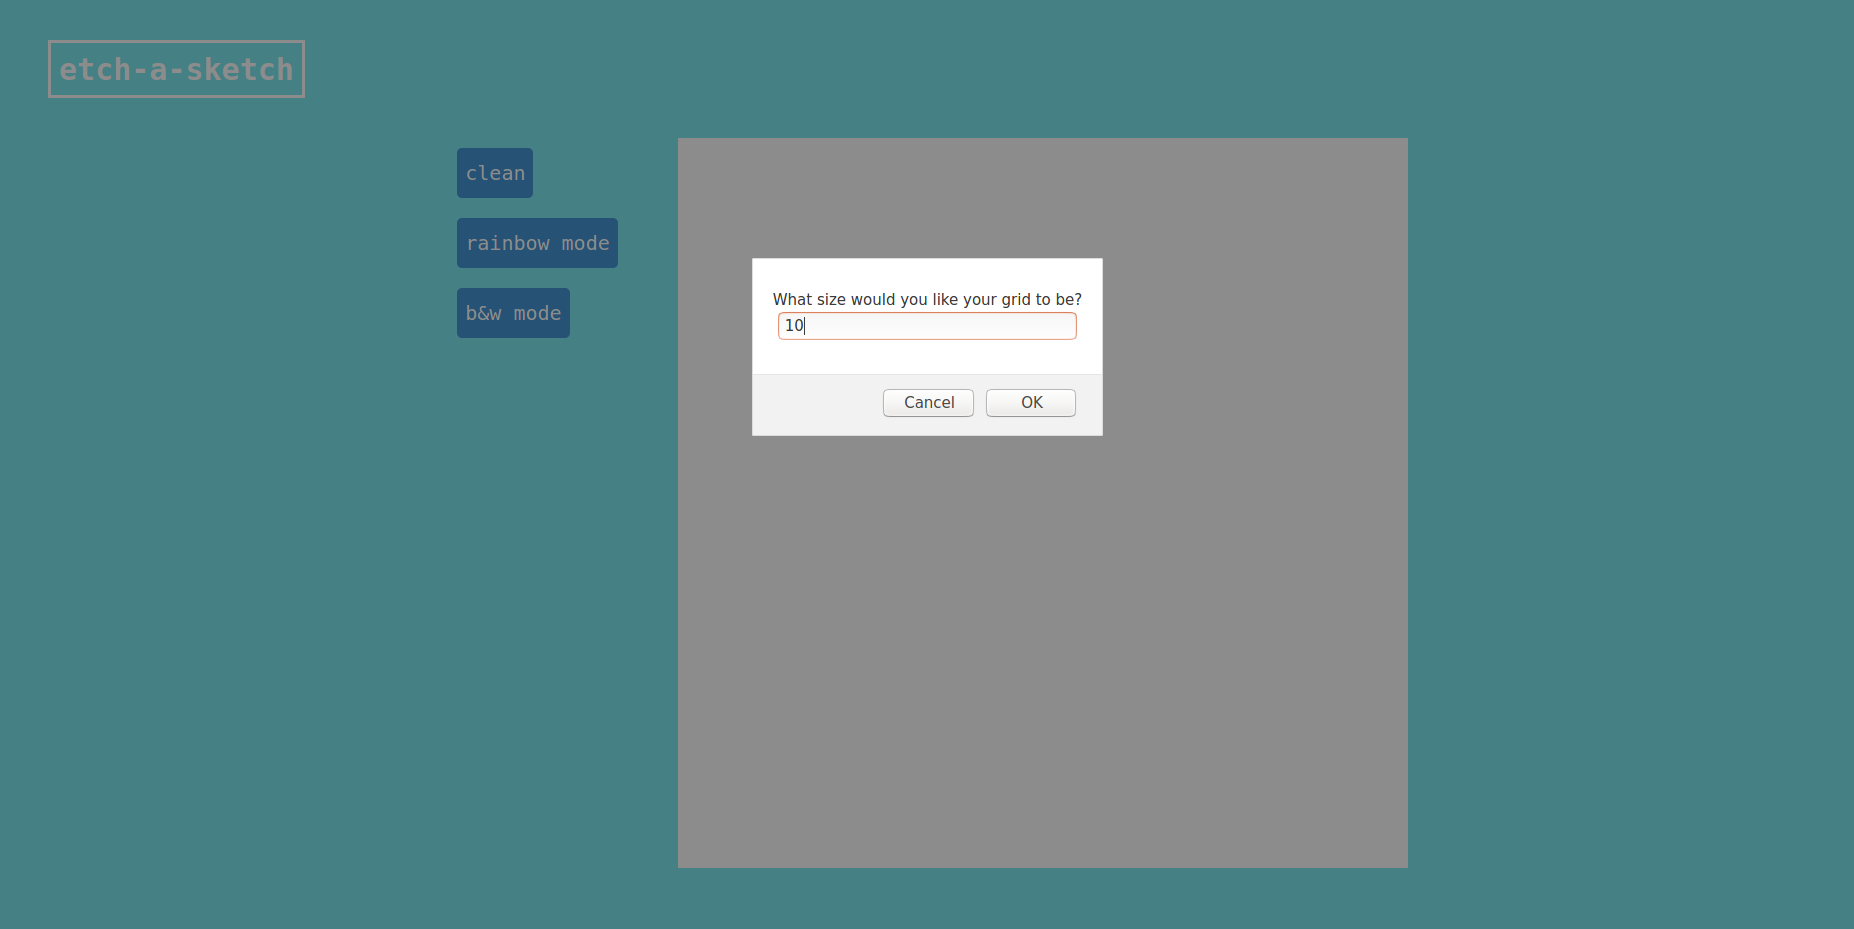 etch-a-sketch
clean
rainbow mode
b&w mode
What size would you like your grid to be?
10
Cancel
OK